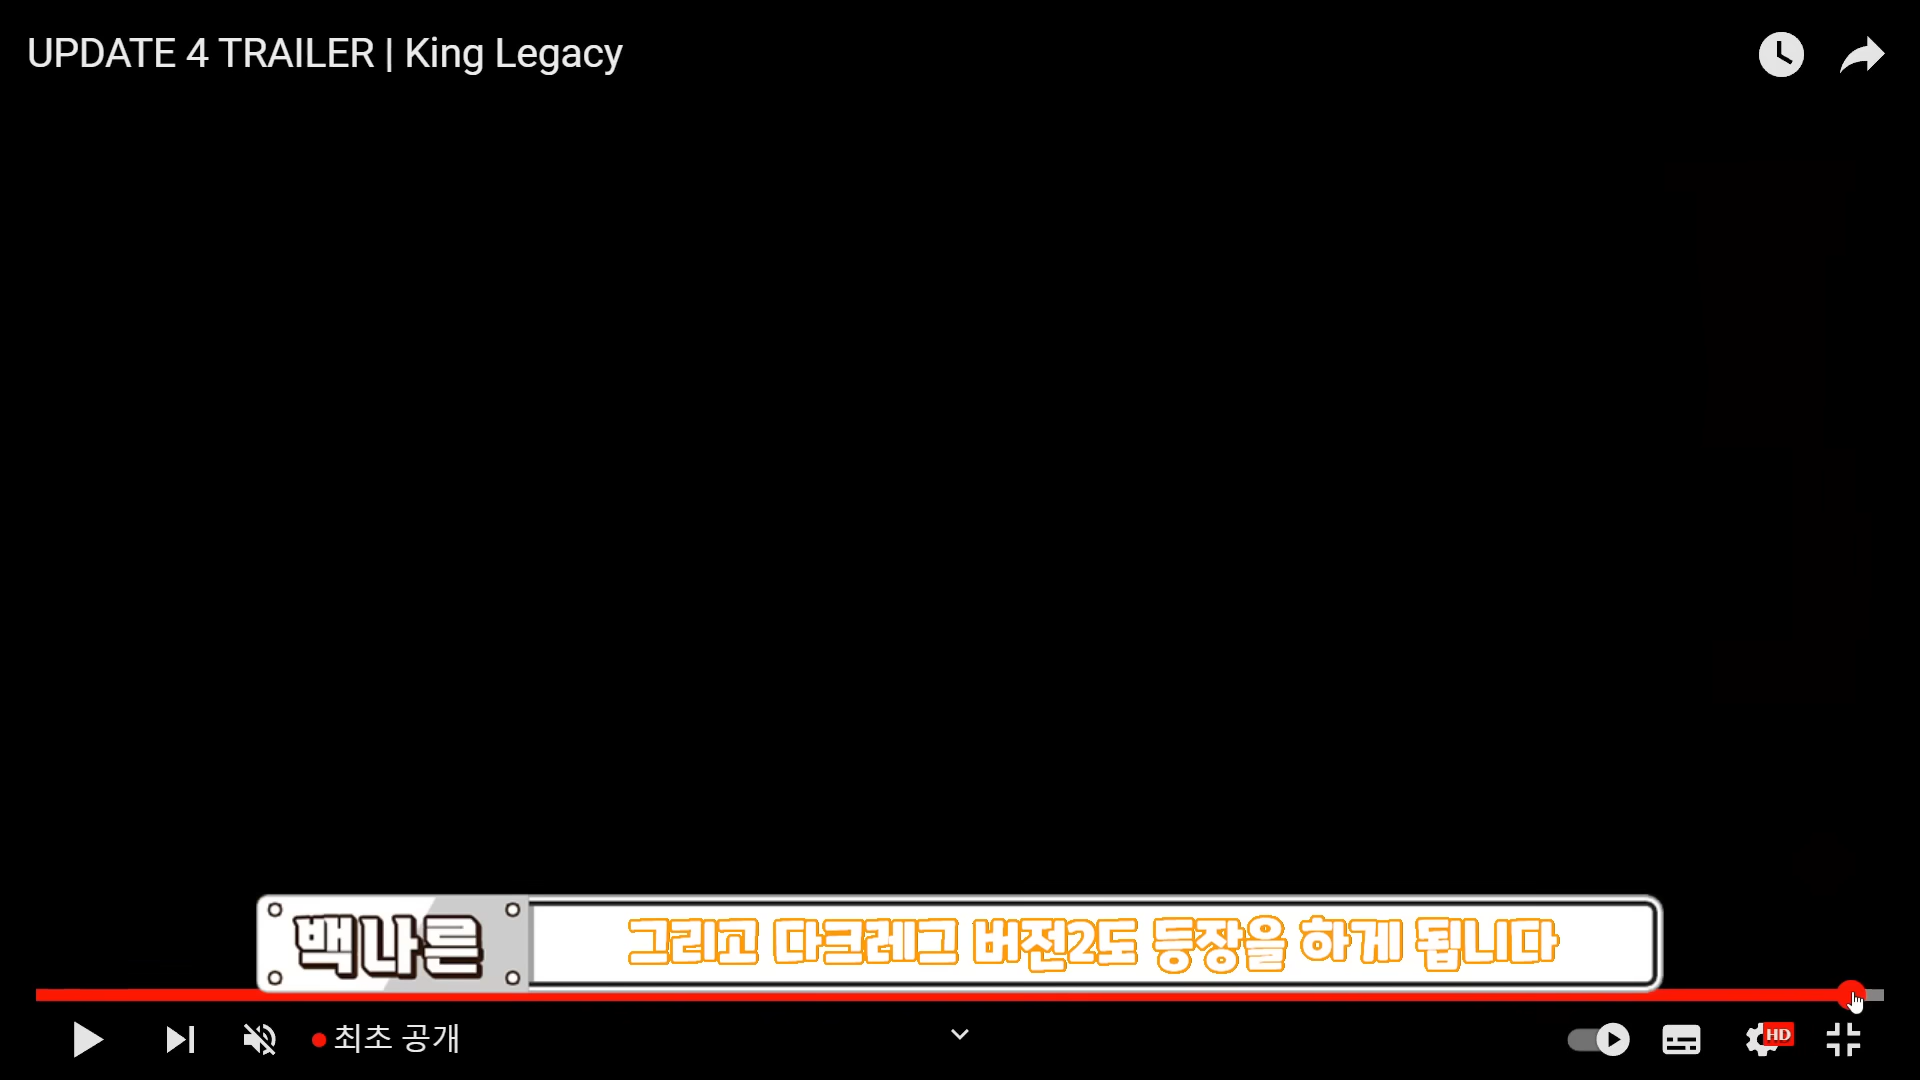 UPDATE 4 TRAILER | King Legacy
백나른
그리고 다크레그 버전2도 등장을 하게 됩니다
최초 공개
HD